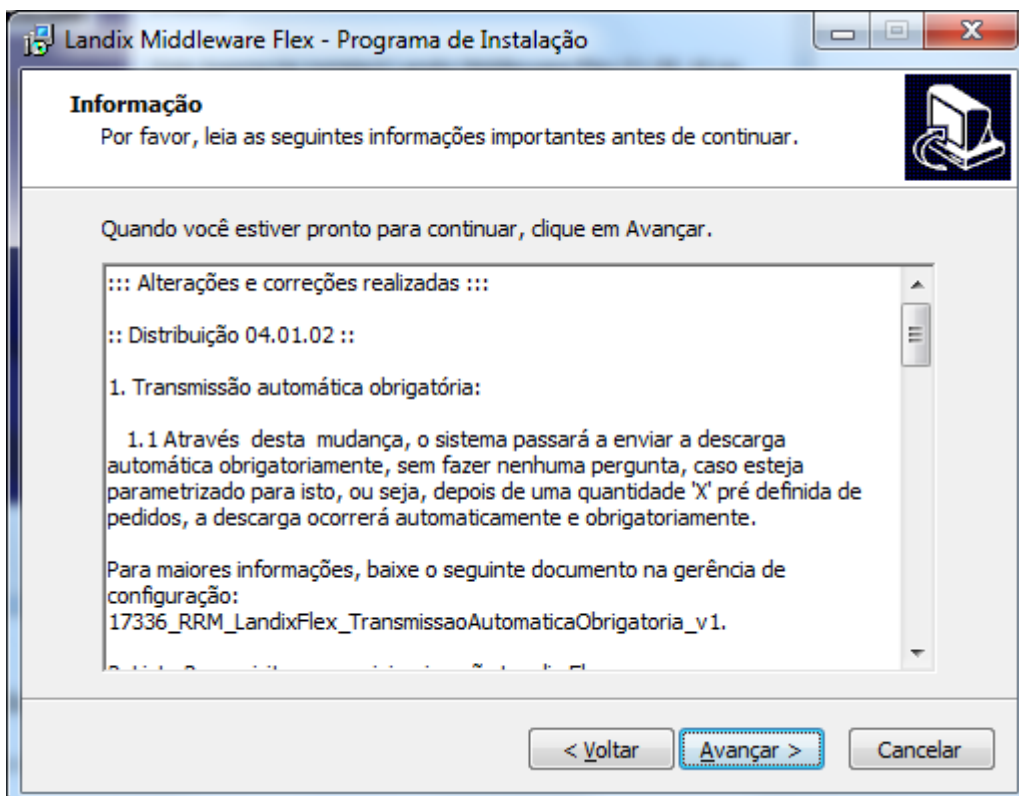 Landix Middleware Flex - Programa de Instalação
Informação
Por favor, leia as seguintes informações importantes antes de continuar.
Quando você estiver pronto para continuar, clique em Avançar.
::: Alterações e correções realizadas :::
:: Distribuição 04.01.02 ::
1. Transmissão automática obrigatória:
1.1 Através desta mudança, o sistema passará a enviar a descarga
automática obrigatoriamente, sem fazer nenhuma pergunta, caso esteja
parametrizado para isto, ou seja, depois de uma quantidade 'X' pré definida de
pedidos, a descarga ocorrerá automaticamente e obrigatoriamente.
Para maiores informações, baixe o seguinte documento na gerência de
configuração:
17336_RRM_LandixFlex_TransmissaoAutomaticaObrigatoria_v1.
< Voltar
Avançar >
Cancelar